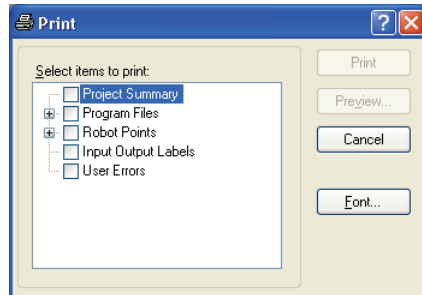 Print
Select items to print:
Project Summary
Program Files
Robot Points
Input Output Labels
User Errors
Print
Preview...
Cancel
Font...